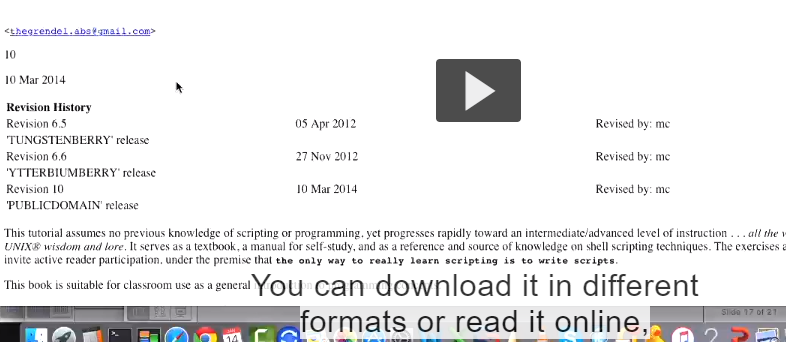 <thegrendel.abs@gmail.com>
10
10 Mar 2014
Revision History
Revision 6.5 05 Apr 2012 Revised by: mc
'TUNGSTENBERRY' release
Revision 6.6 27 Nov 2012 Revised by: mc
'YTTERBIUMBERRY' release
Revision 10 10 Mar 2014 Revised by: mc
'PUBLICDOMAIN' release
This tutorial assumes no previous knowledge of scripting or programming, yet progresses rapidly toward an intermediate/advanced level of instruction . . . all the
UNIX® wisdom and lore. It serves as a textbook, a manual for self-study, and as a reference and source of knowledge on shell scripting techniques. The exercises
invite active reader participation, under the premise that the only way to really learn scripting is to write scripts.
This book is suitable for classroom use as a general
You can download it in different
formats or read it online,
Slide 17 of 21
14